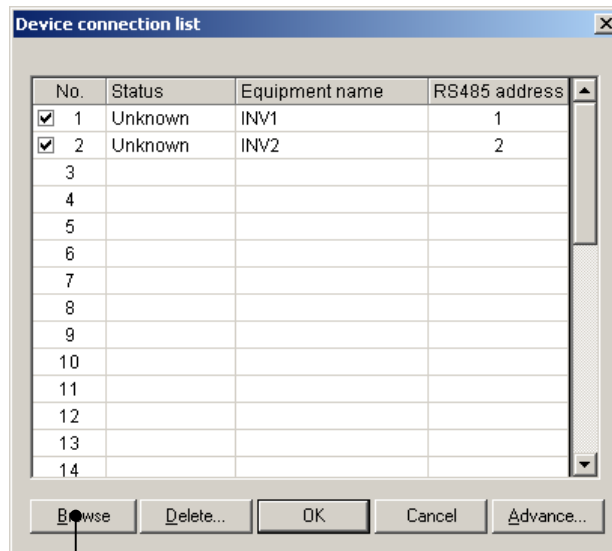 Device connection list
No. Status Equipment name RS485 address
1 Unknown INV1 1
2 Unknown INV2 2
3
4
5
6
7
8
9
10
11
12
13
14
Browse Delete... OK Cancel Advance...